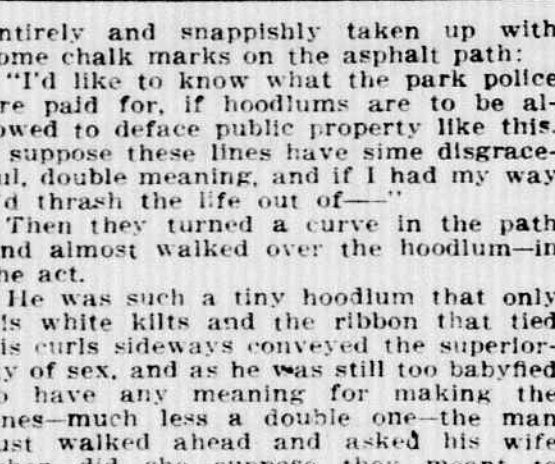 ntirely and snappishly taken up with
ome chalk marks on the asphalt path:
"I'd like to know what the park police
re paid for, if hoodlums are to be al-
owed to deface public property like this.
suppose these lines have sime disgrace-
ul, double meaning, and if I had my way
'd thrash the life out of—"
Then they turned a curve in the path
nd almost walked over the hoodlum—in
he act.
He was such a tiny hoodlum that only
is white kilts and the ribbon that tied
is curls sideways conveyed the superior-
y of sex, and as he was still too babyfied
o have any meaning for making the
nes—much less a double one—the man
ust walked ahead and asked his wife
did she suppose they meant